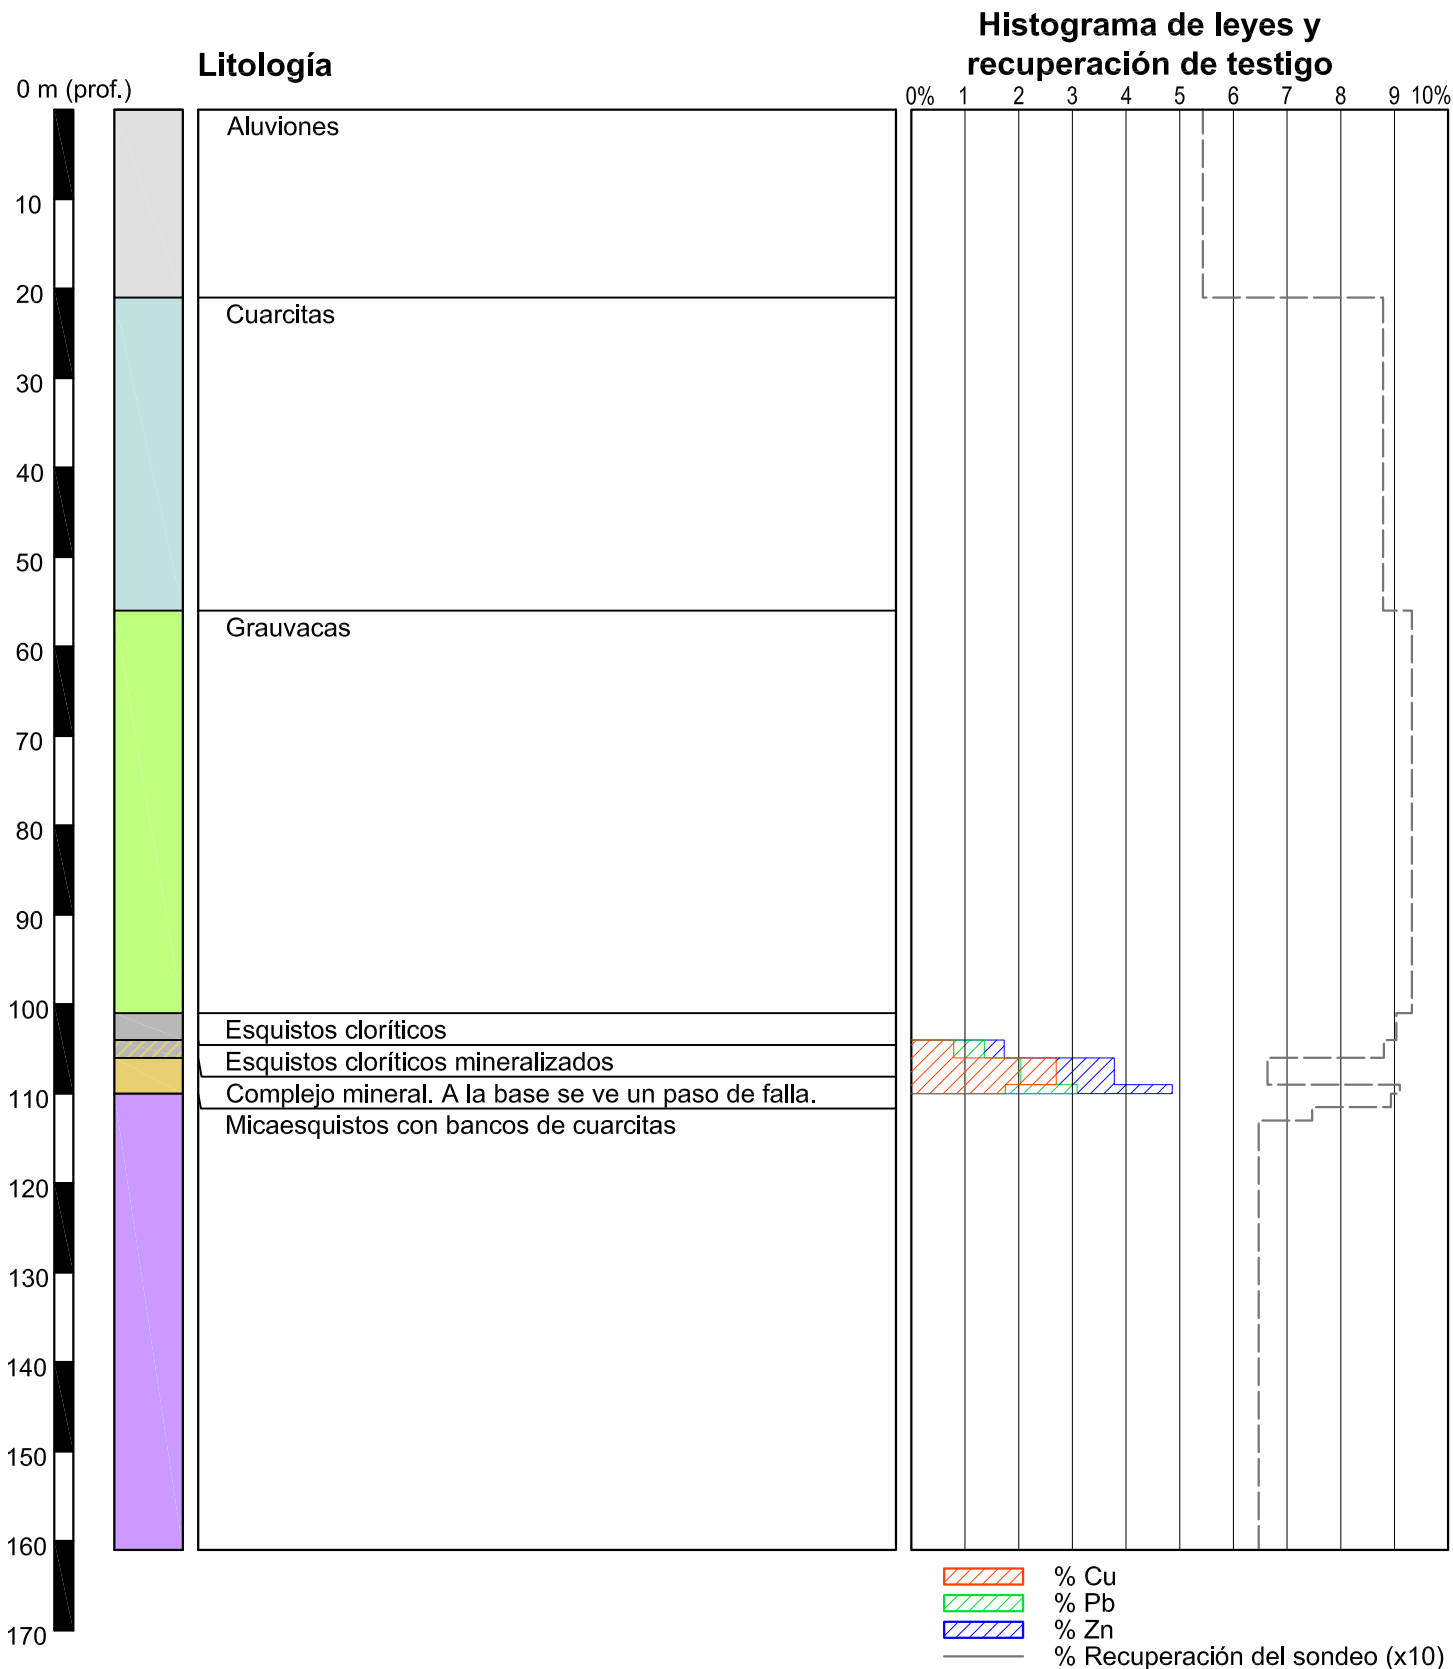 Histograma de leyes y
recuperación de testigo
Litología
0 m (prof.)
0% 1 2 3 4 5 6 7 8 9 10%
Aluviones
10
20
Cuarcitas
30
40
50
Grauvacas
60
70
80
90
100
Esquistos cloríticos
Esquistos cloríticos mineralizados
110
Complejo mineral. A la base se ve un paso de falla.
Micaesquistos con bancos de cuarcitas
120
130
140
150
160
170
% Cu
% Pb
% Zn
% Recuperación del sondeo (x10)